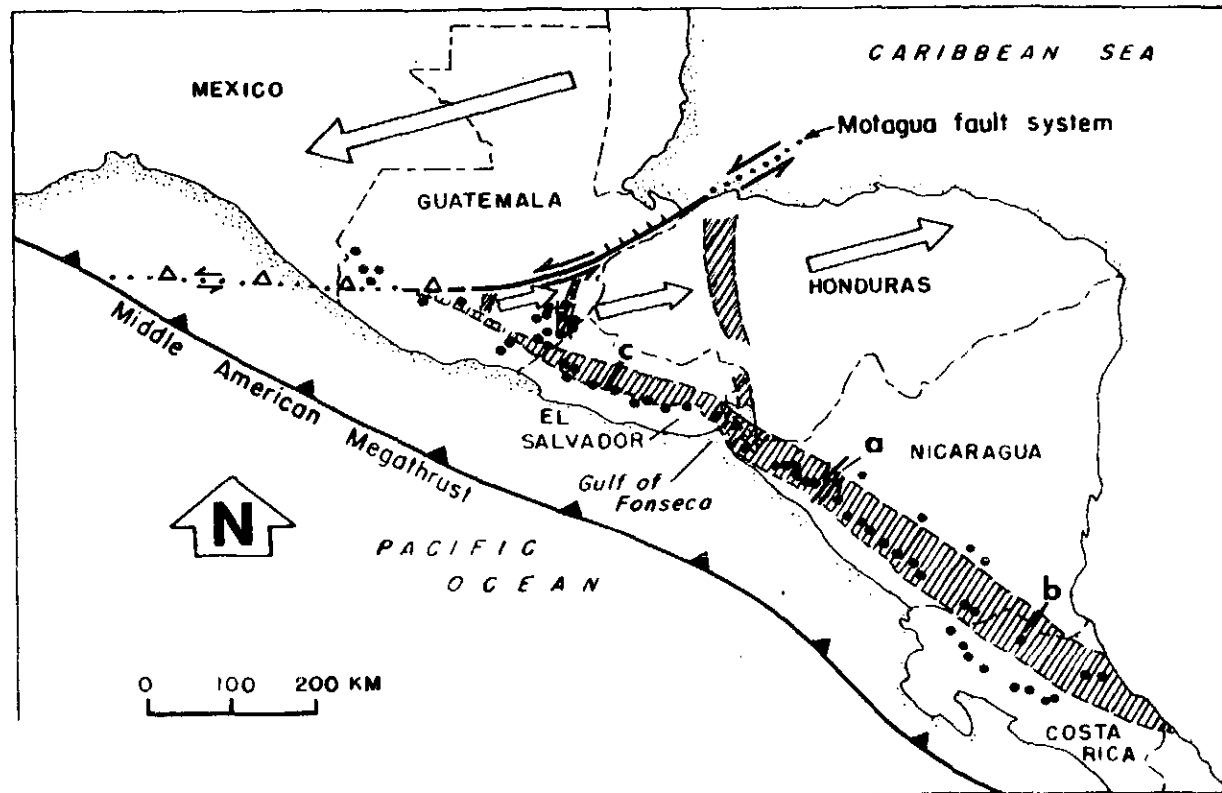 CARIBBEAN SEA
MEXICO
Motagua fault system
GUATEMALA
HONDURAS
Middle American Megathrust
c
EL
SALVADOR
a
NICARAGUA
Gulf of
Fonseca
N
PACIFIC
OCEAN
b
0 100 200 KM
COSTA
RICA